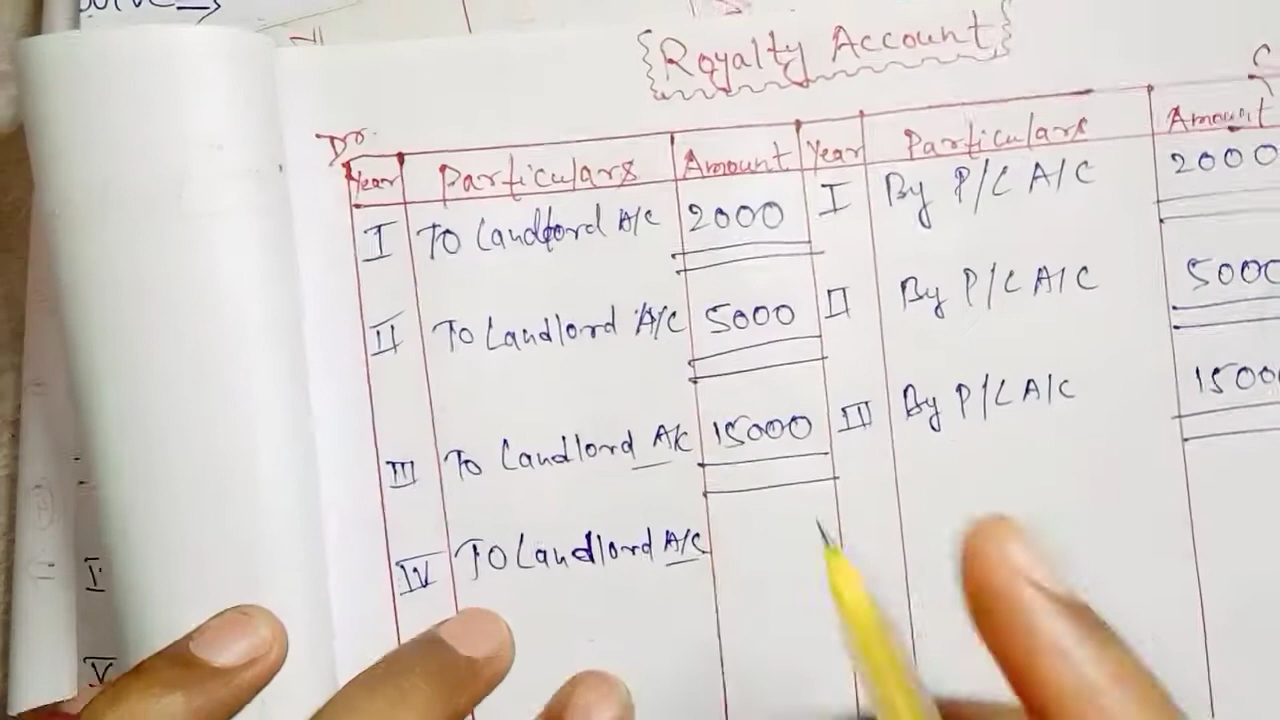 Royalty Account
Dr.
Year Particulars Amount Year Particulars Amount
I To Landlord A/c 2000 I By P/L A/C 2000
II To Landlord A/C 5000 II By P/L A/C 5000
III To Landlord A/c 15000 III By P/L A/C 1500
IV To Landlord A/C
I
V